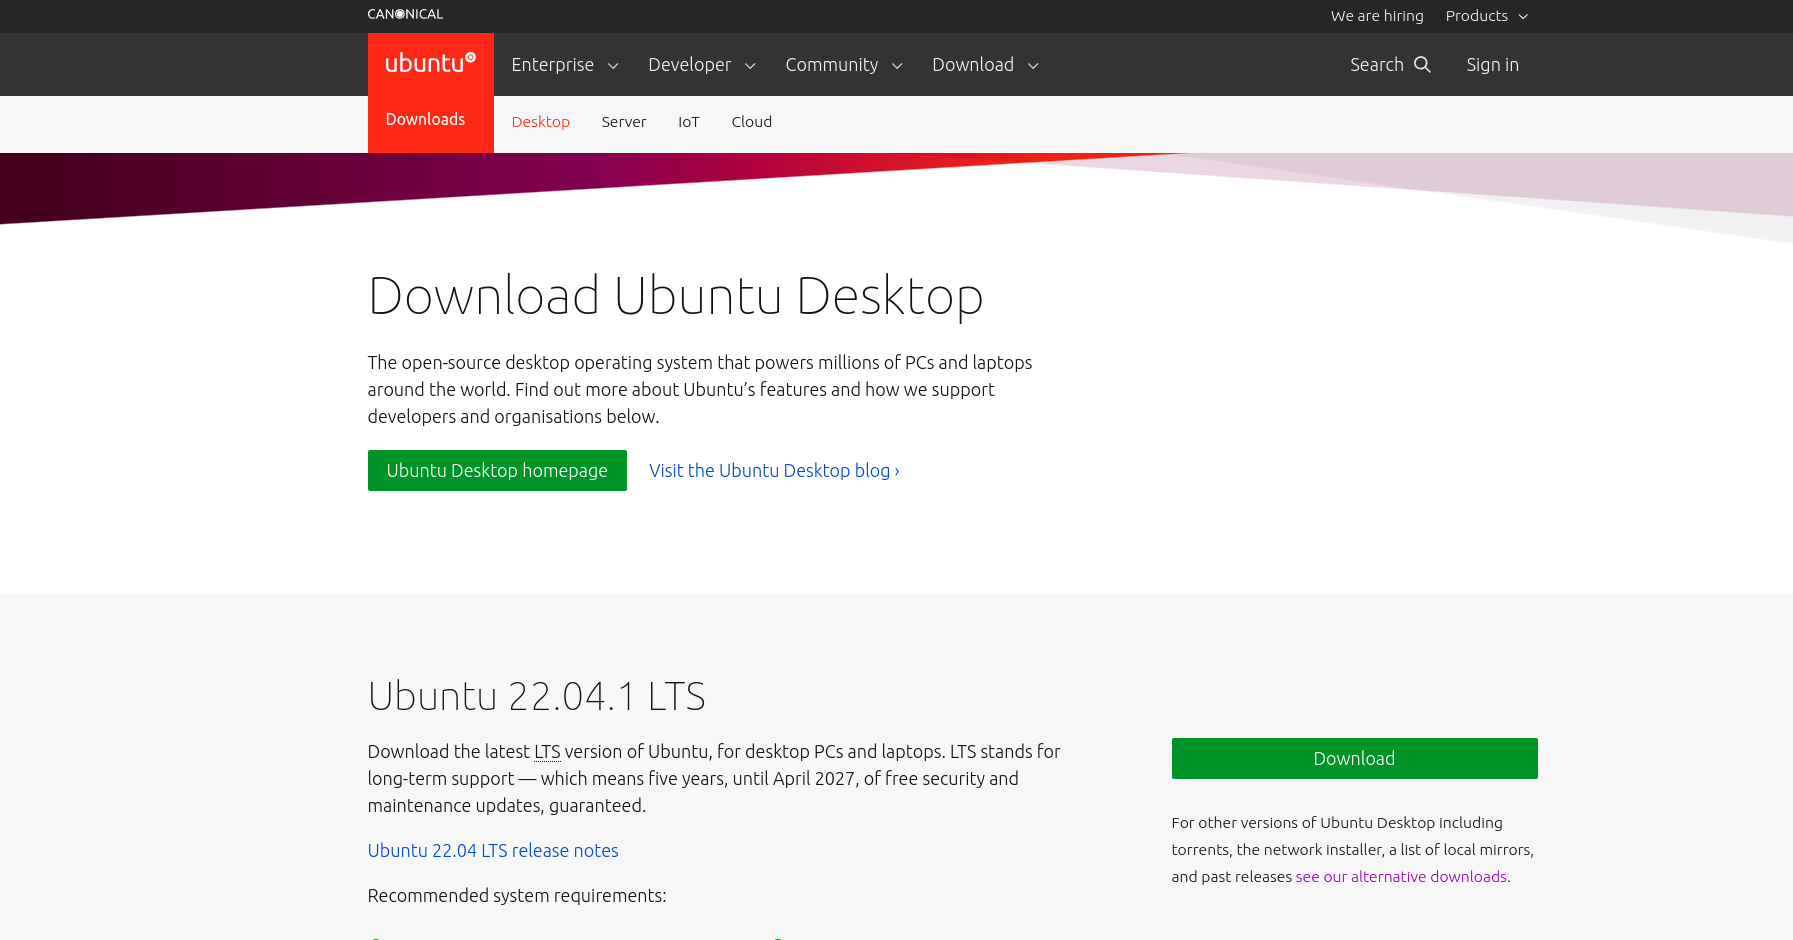 CANONICAL
We are hiring
Products
ubuntu
Enterprise
Developer
Community
Download
Search
Sign in
Downloads
Desktop
Server
IoT
Cloud
Download Ubuntu Desktop
The open-source desktop operating system that powers millions of PCs and laptops
around the world. Find out more about Ubuntu’s features and how we support
developers and organisations below.
Ubuntu Desktop homepage
Visit the Ubuntu Desktop blog ›
Ubuntu 22.04.1 LTS
Download the latest LTS version of Ubuntu, for desktop PCs and laptops. LTS stands for
long-term support — which means five years, until April 2027, of free security and
maintenance updates, guaranteed.
Ubuntu 22.04 LTS release notes
Recommended system requirements:
Download
For other versions of Ubuntu Desktop including
torrents, the network installer, a list of local mirrors,
and past releases see our alternative downloads.